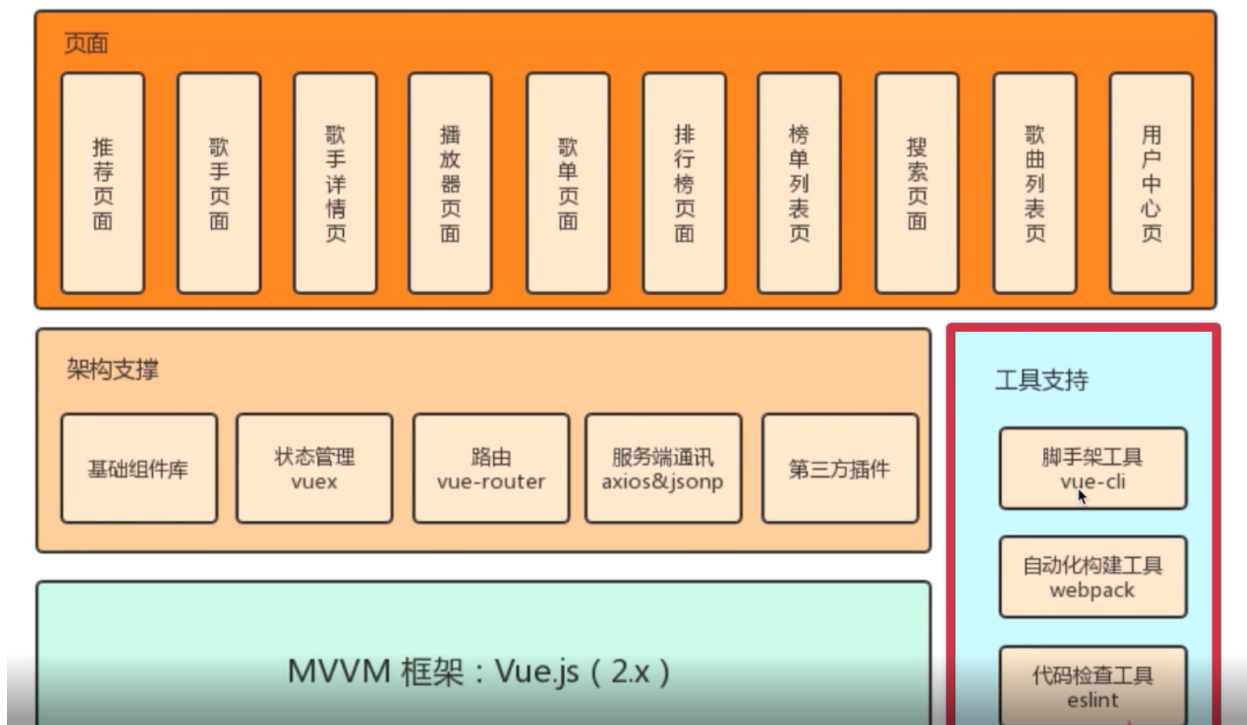 页面
推荐页面
歌手页面
歌手详情页
播放器页面
歌单页面
排行榜页面
榜单列表页
搜索页面
歌曲列表页
用户中心页
架构支撑
基础组件库
状态管理
vuex
路由
vue-router
服务端通讯
axios&jsonp
第三方插件
工具支持
脚手架工具
vue-cli
自动化构建工具
webpack
代码检查工具
eslint
MVVM 框架：Vue.js（2.x）